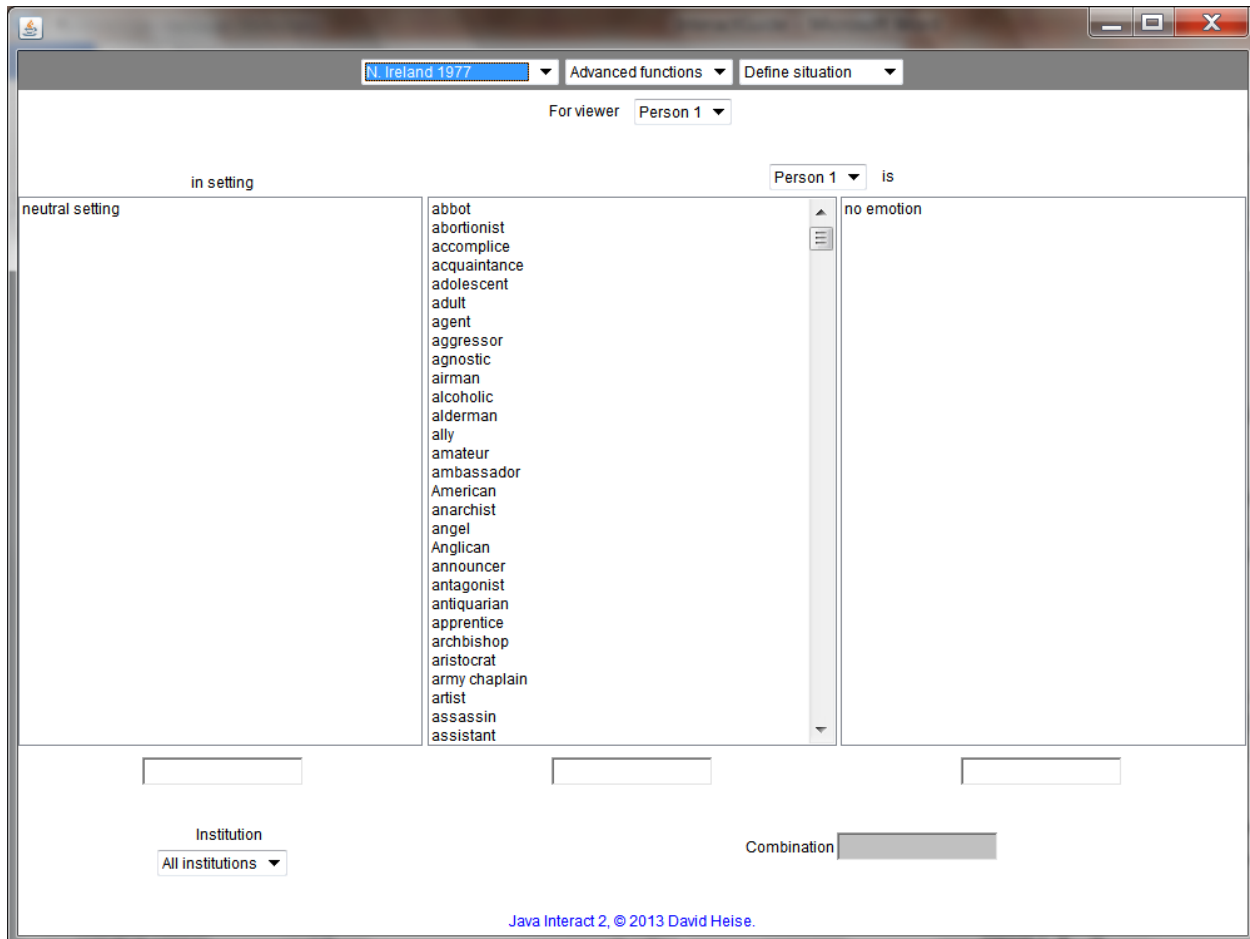 N. Ireland 1977 Advanced functions Define situation
For viewer Person 1
in setting Person 1 is
neutral setting
abbot
abortionist
accomplice
acquaintance
adolescent
adult
agent
aggressor
agnostic
airman
alcoholic
alderman
ally
amateur
ambassador
American
anarchist
angel
Anglican
announcer
antagonist
antiquarian
apprentice
archbishop
aristocrat
army chaplain
artist
assassin
assistant
no emotion
Institution
All institutions
Combination
Java Interact 2, © 2013 David Heise.